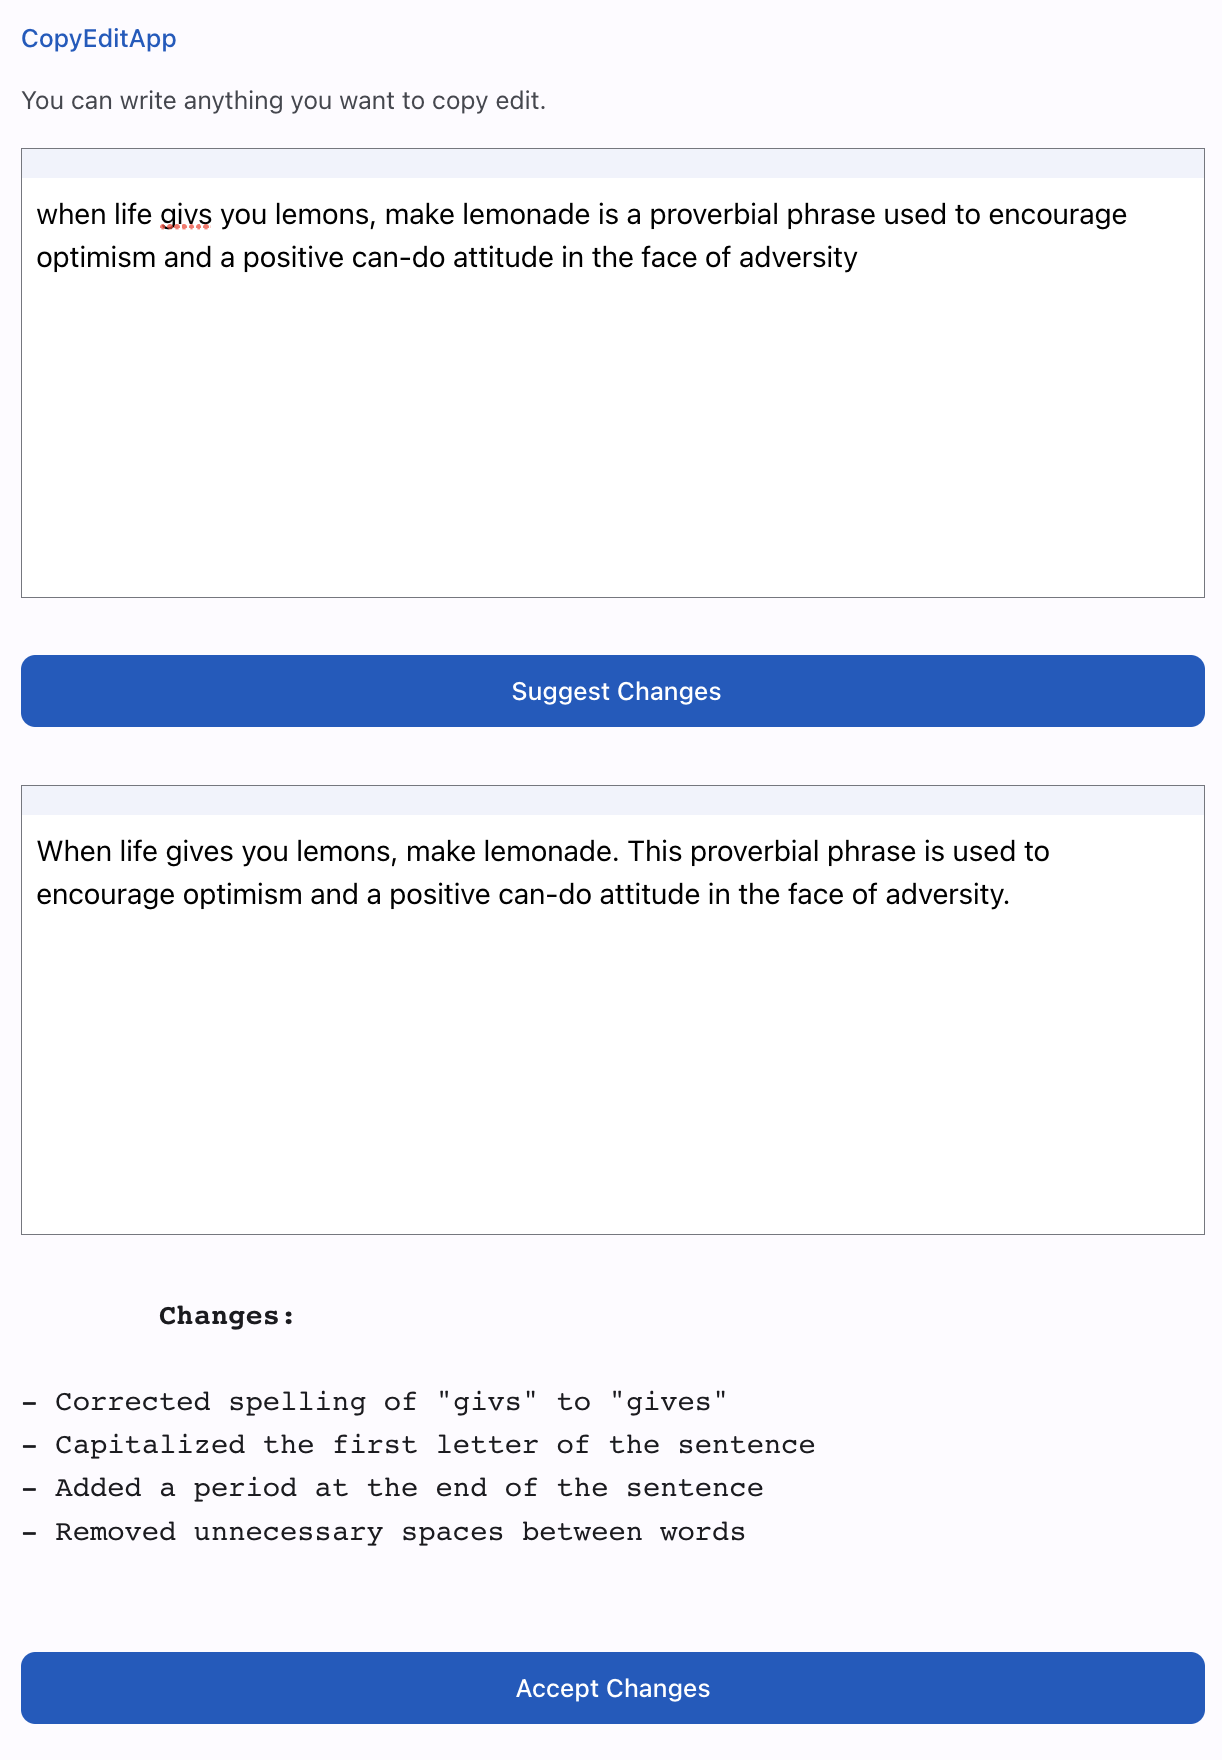 CopyEditApp
You can write anything you want to copy edit.
when life givs you lemons, make lemonade is a proverbial phrase used to encourage
optimism and a positive can-do attitude in the face of adversity
Suggest Changes
When life gives you lemons, make lemonade. This proverbial phrase is used to
encourage optimism and a positive can-do attitude in the face of adversity.
Changes:
- Corrected spelling of "givs" to "gives"
- Capitalized the first letter of the sentence
- Added a period at the end of the sentence
- Removed unnecessary spaces between words
Accept Changes